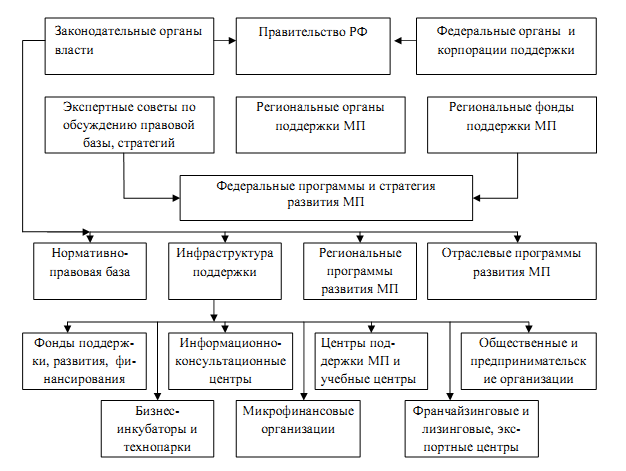 Законодательные органы
власти
Правительство РФ
Федеральные органы и
корпорации поддержки
Экспертные советы по
обсуждению правовой
базы, стратегий
Региональные органы
поддержки МП
Региональные фонды
поддержки МП
Федеральные программы и стратегия
развития МП
Нормативно-
правовая база
Инфраструктура
поддержки
Региональные
программы
развития МП
Отраслевые программы
развития МП
Фонды поддерж-
ки, развития, фи-
нансирования
Информационно-
консультационные
центры
Центры под-
держки МП и
учебные центры
Общественные и
предпринимательск
ие организации
Бизнес-
инкубаторы и
технопарки
Микрофинансовые
организации
Франчайзинговые и
лизинговые, экс-
портные центры